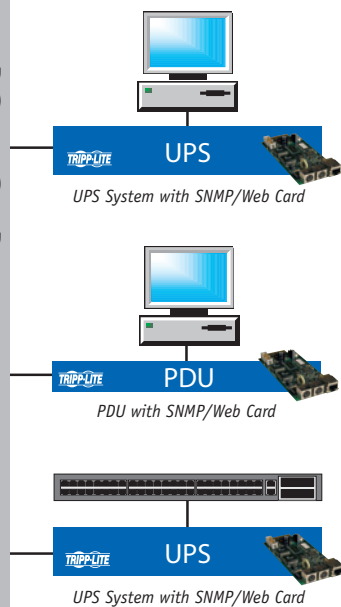 TRIPP·LITE
UPS
UPS System with SNMP/Web Card
TRIPP·LITE
PDU
PDU with SNMP/Web Card
TRIPP·LITE
UPS
UPS System with SNMP/Web Card